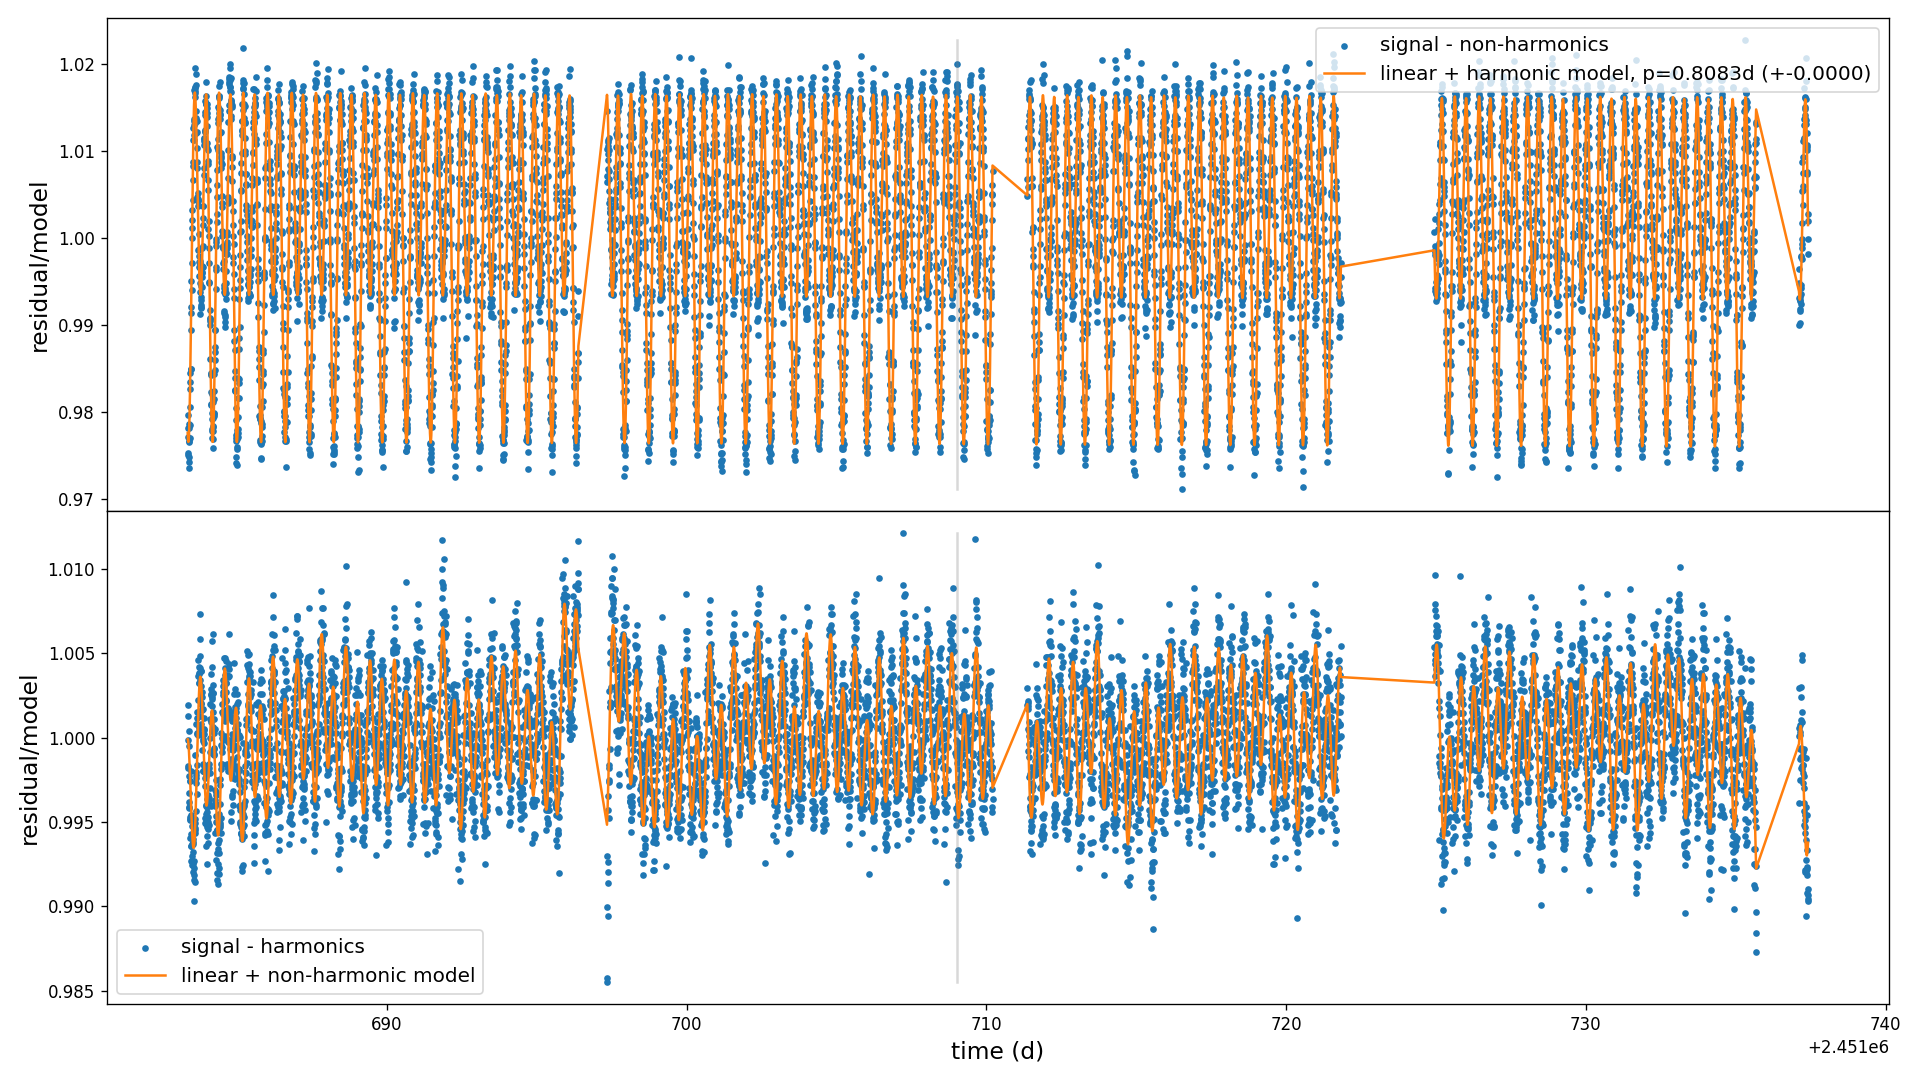 signal - non-harmonics
linear + harmonic model, p=0.8083d (+-0.0000)
residual/model
1.02
1.01
1.00
0.99
0.98
0.97
residual/model
1.010
1.005
1.000
0.995
0.990
0.985
signal - harmonics
linear + non-harmonic model
690
700
710
720
730
740
time (d)
+2.451e6